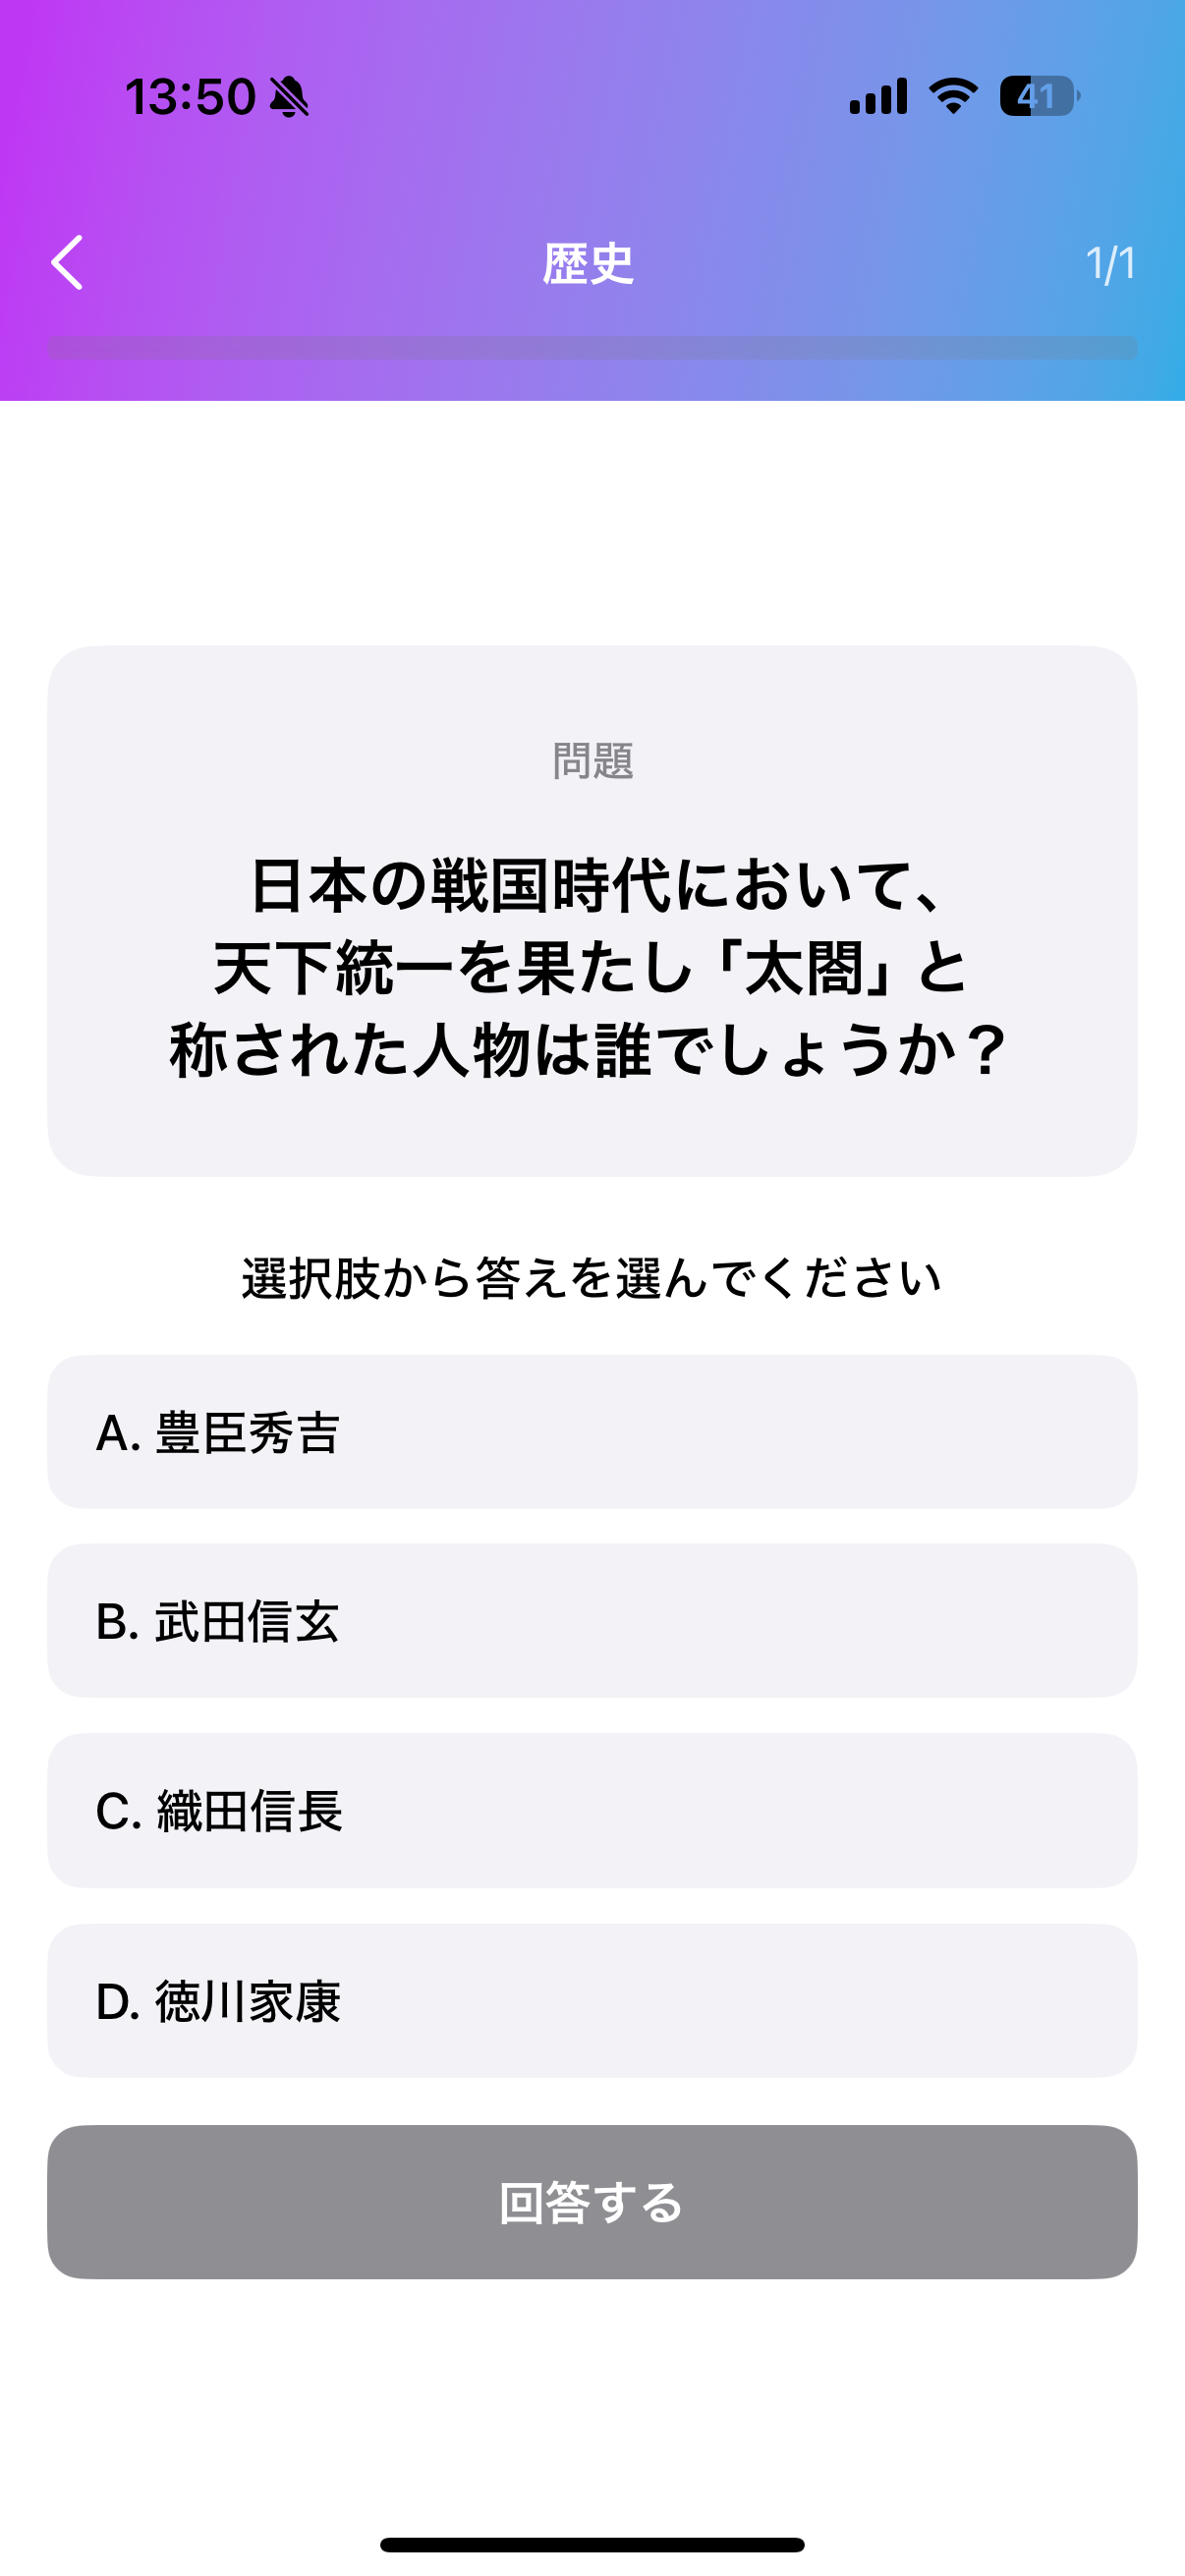 13:50
41
歴史
1/1
問題
日本の戦国時代において、
天下統一を果たし「太閤」と
称された人物は誰でしょうか？
選択肢から答えを選んでください
A. 豊臣秀吉
B. 武田信玄
C. 織田信長
D. 徳川家康
回答する